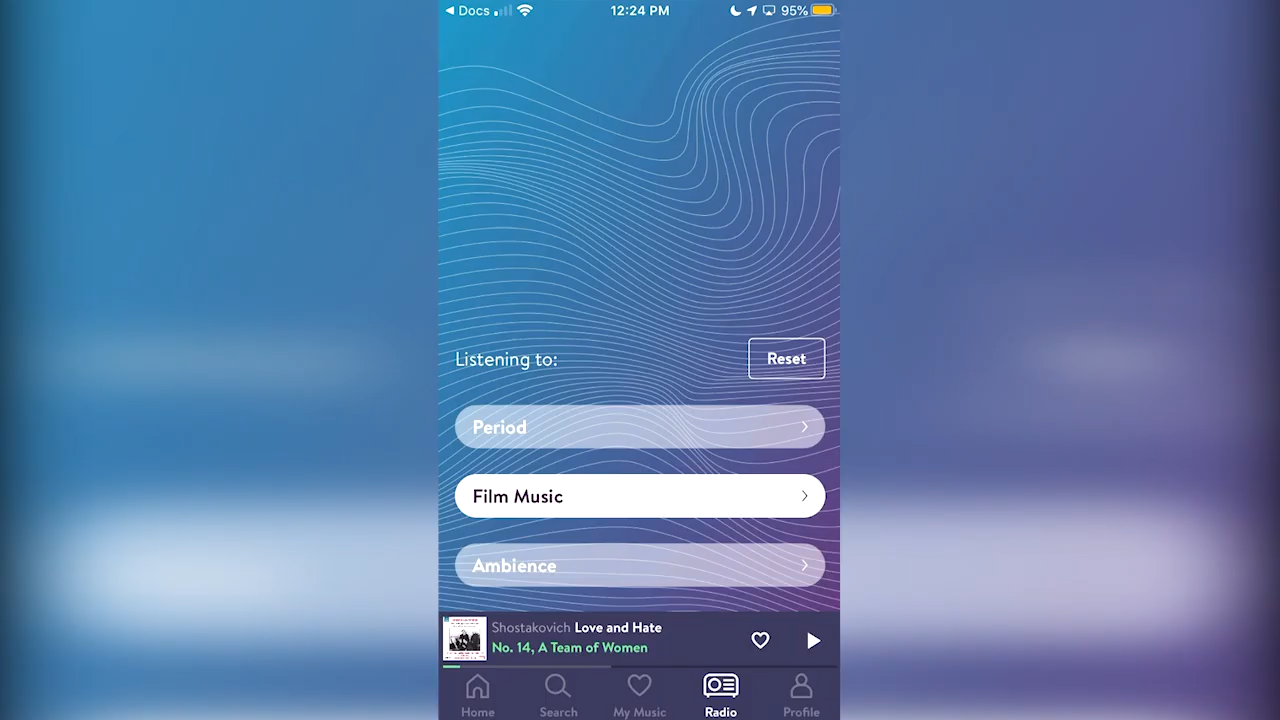 ◀ Docs 12:24 PM 95%
Listening to: Reset
Period
Film Music
Ambience
Shostakovich Love and Hate
No. 14, A Team of Women
Home Search My Music Radio Profile